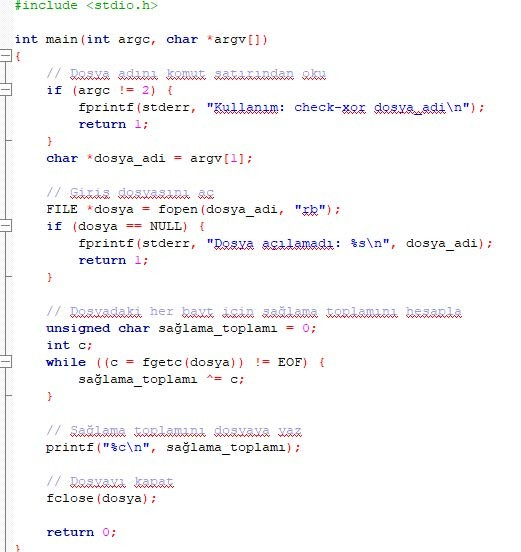 #include <stdio.h>
int main(int argc, char *argv[])
{
// Dosya adını komut satırından oku
if (argc != 2) {
fprintf(stderr, "Kullanım: check-xor dosya_adi\n");
return 1;
}
char *dosya_adi = argv[1];
// Giriş dosyasını aç
FILE *dosya = fopen(dosya_adi, "rb");
if (dosya == NULL) {
fprintf(stderr, "Dosya açılamadı: %s\n", dosya_adi);
return 1;
}
// Dosyadaki her bayt için sağlama toplamını hesapla
unsigned char sağlama_toplamı = 0;
int c;
while ((c = fgetc(dosya)) != EOF) {
sağlama_toplamı ^= c;
}
// Sağlama toplamını dosyaya yaz
printf("%c\n", sağlama_toplamı);
// Dosyayı kapat
fclose(dosya);
return 0;
}